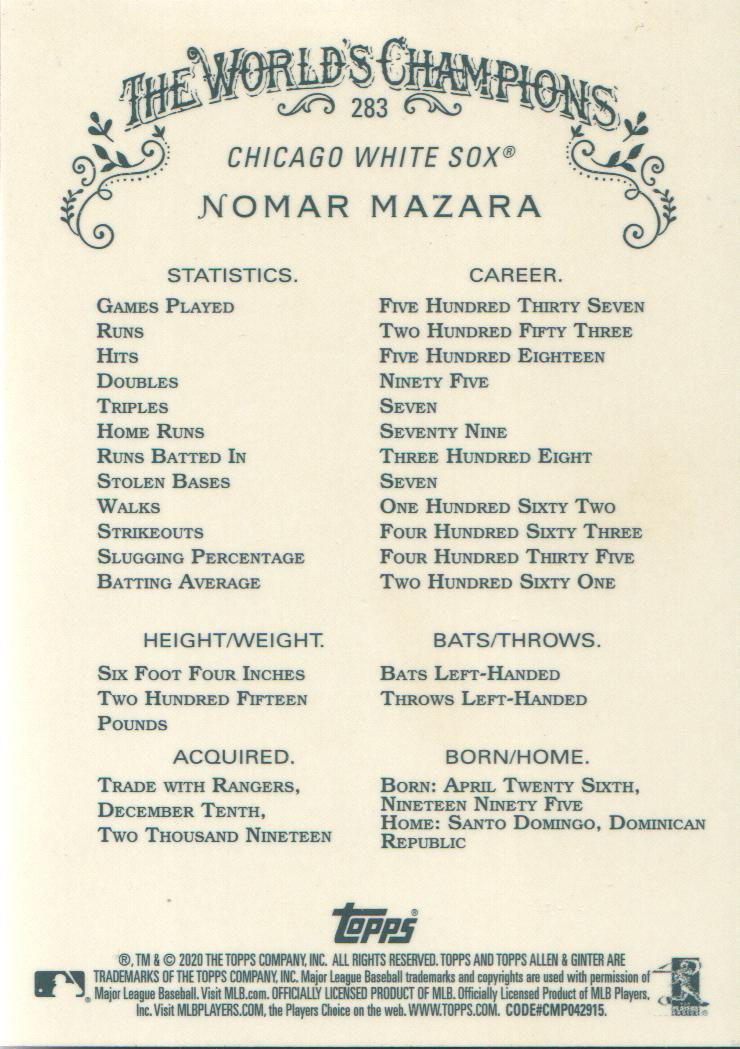 THE WORLD'S CHAMPIONS
283
CHICAGO WHITE SOX®
NOMAR MAZARA
STATISTICS. CAREER.
GAMES PLAYED FIVE HUNDRED THIRTY SEVEN
RUNS TWO HUNDRED FIFTY THREE
HITS FIVE HUNDRED EIGHTEEN
DOUBLES NINETY FIVE
TRIPLES SEVEN
HOME RUNS SEVENTY NINE
RUNS BATTED IN THREE HUNDRED EIGHT
STOLEN BASES SEVEN
WALKS ONE HUNDRED SIXTY TWO
STRIKEOUTS FOUR HUNDRED SIXTY THREE
SLUGGING PERCENTAGE FOUR HUNDRED THIRTY FIVE
BATTING AVERAGE TWO HUNDRED SIXTY ONE
HEIGHT/WEIGHT.
SIX FOOT FOUR INCHES
TWO HUNDRED FIFTEEN
POUNDS
BATS/THROWS.
BATS LEFT-HANDED
THROWS LEFT-HANDED
ACQUIRED.
TRADE WITH RANGERS,
DECEMBER TENTH,
TWO THOUSAND NINETEEN
BORN/HOME.
BORN: APRIL TWENTY SIXTH,
NINETEEN NINETY FIVE
HOME: SANTO DOMINGO, DOMINICAN
REPUBLIC
Topps®
®, TM & © 2020 THE TOPPS COMPANY, INC. ALL RIGHTS RESERVED. TOPPS AND TOPPS ALLEN & GINTER ARE
TRADEMARKS OF THE TOPPS COMPANY, INC. Major League Baseball trademarks and copyrights are used with permission of
Major League Baseball. Visit MLB.com. OFFICIALLY LICENSED PRODUCT OF MLB. Officially Licensed Product of MLB Players,
Inc. Visit MLBPLAYERS.COM, the Players Choice on the web. WWW.TOPPS.COM. CODE#CMP042915.